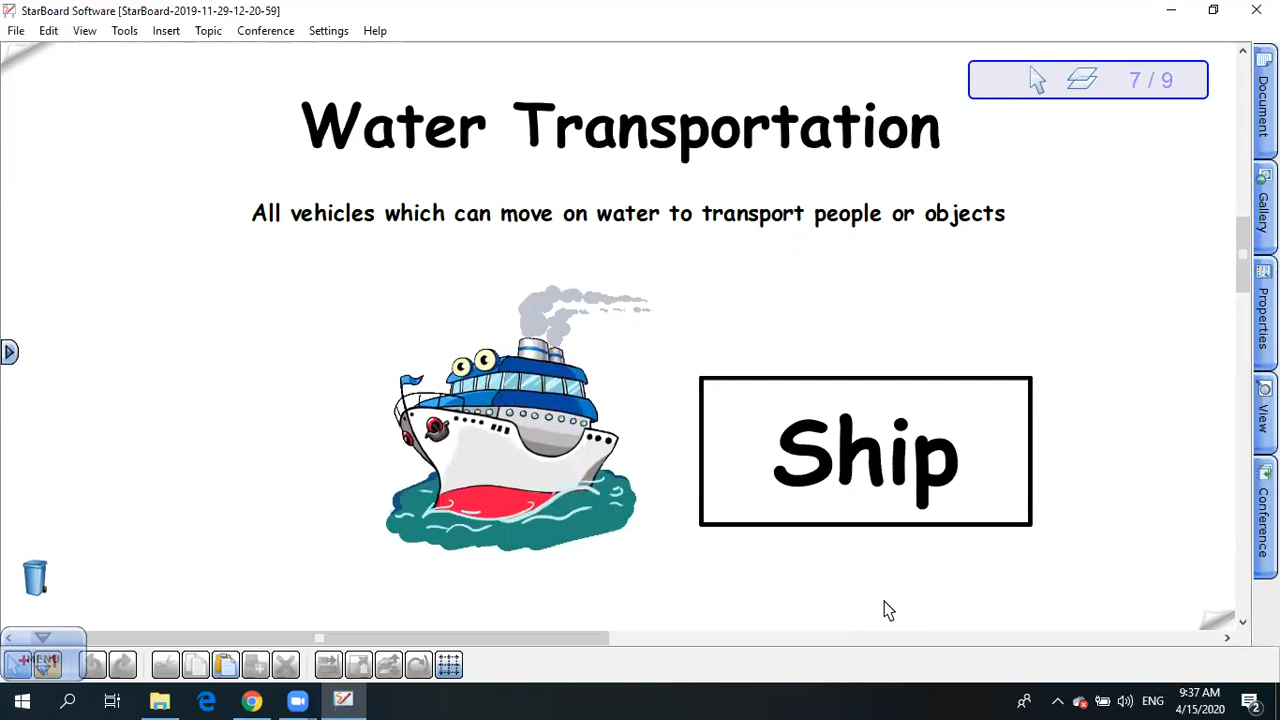 StarBoard Software [StarBoard-2019-11-29-12-20-59]
File Edit View Tools Insert Topic Conference Settings Help
7 / 9
Water Transportation
All vehicles which can move on water to transport people or objects
Ship
Document
Gallery
Properties
View
Conference
MENU
ENG
9:37 AM
4/15/2020
2